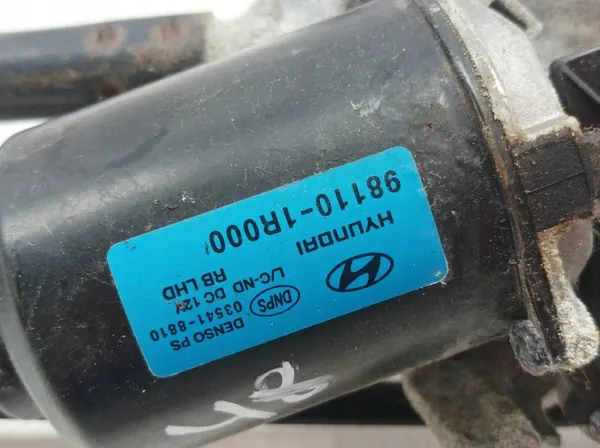 HYUNDAI
98110-1R000
L/C-ND DC 12V
RB LHD
DNPS
DENSO PS
03541-8810